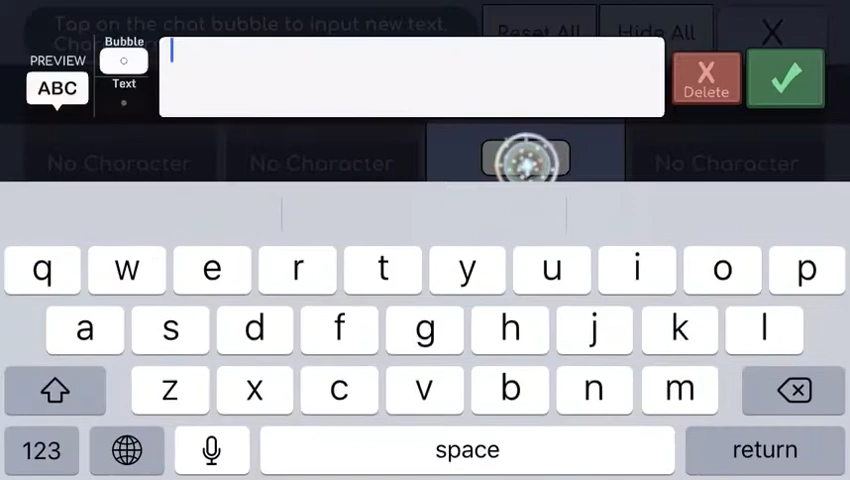 Tap on the chat bubble to input new text.
Reset All
Hide All
X
PREVIEW
ABC
Bubble
Text
X
Delete
No Character
No Character
No Character
q w e r t y u i o p
a s d f g h j k l
z x c v b n m
123
space
return